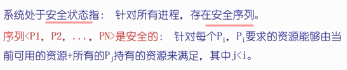 系统处于安全状态指： 针对所有进程，存在安全序列。
序列<P1, P2, ..., PN>是安全的： 针对每个Pᵢ, Pᵢ要求的资源能够由当
前可用的资源+所有的Pⱼ持有的资源来满足，其中j<i。